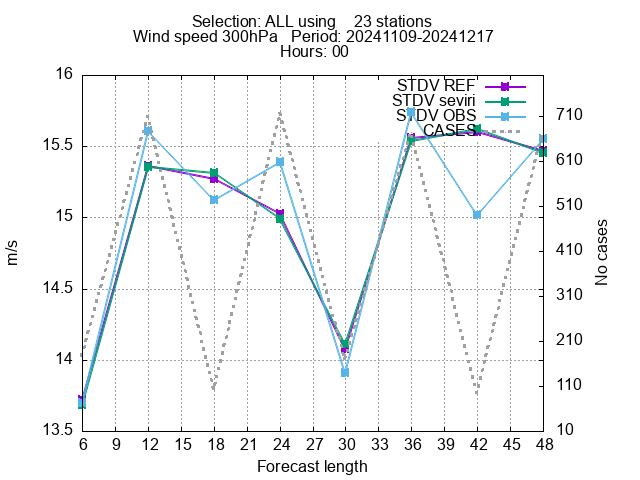 Selection: ALL using    23 stations
Wind speed 300hPa   Period: 20241109-20241217
Hours: 00
STDV REF
STDV seviri
STDV OBS
CASES
16
15.5
15
14.5
14
13.5
m/s
710
610
510
410
310
210
110
10
No cases
6 9 12 15 18 21 24 27 30 33 36 39 42 45 48
Forecast length